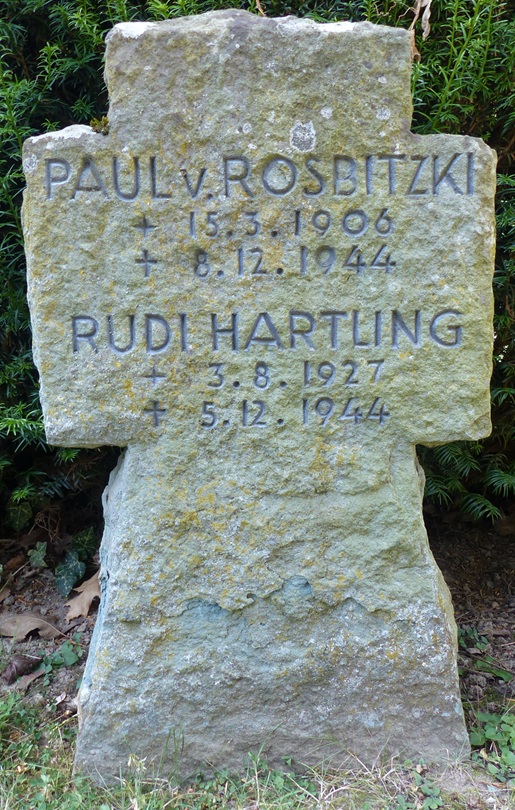 PAUL v. ROSBITZKI
+ 15.3.1906
+ 8.12.1944
RUDI HARTLING
+ 3.8.1927
+ 5.12.1944